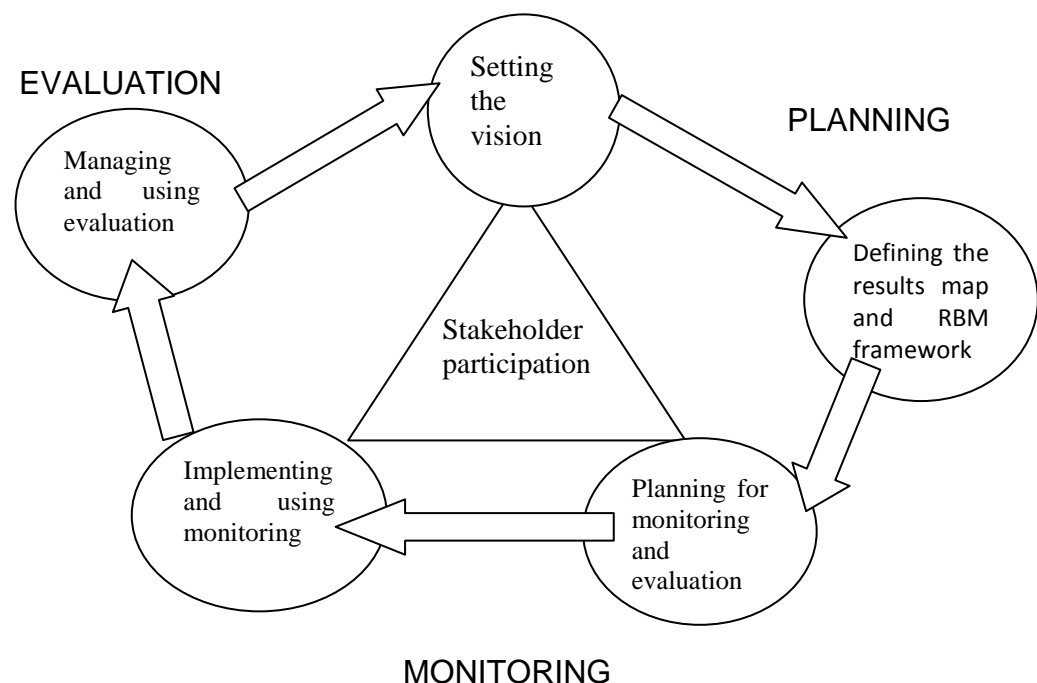 EVALUATION
Setting
the
vision
PLANNING
Managing
and using
evaluation
Defining the
results map
and RBM
framework
Stakeholder
participation
Implementing
and using
monitoring
Planning for
monitoring
and
evaluation
MONITORING